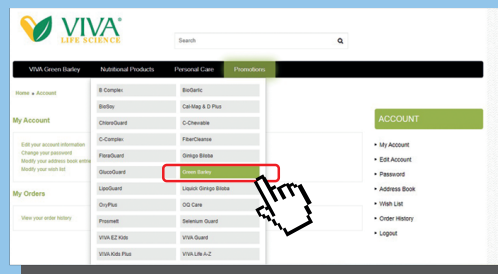 VIVA®
LIFE SCIENCE
Search
VIVA Green Barley Nutritional Products Personal Care Promotions
Home Account
B Complex BioGarlic
BioSoy Cal-Mag & D Plus
My Account
ChloroGuard C-Chewable
ACCOUNT
C-Complex FiberCleanse
Edit your account information
Change your password
Modify your address book entries
Modify your wish list
FloraGuard Ginkgo Biloba
GlucoGuard Green Barley
LipoGuard Liquick Ginkgo Biloba
My Orders
OxyPlus OQ Care
View your order history
Prosmett Selenium Guard
VIVA EZ Kids VIVA Guard
VIVA Kids Plus VIVA Life A-Z
• My Account
• Edit Account
• Password
• Address Book
• Wish List
• Order History
• Logout